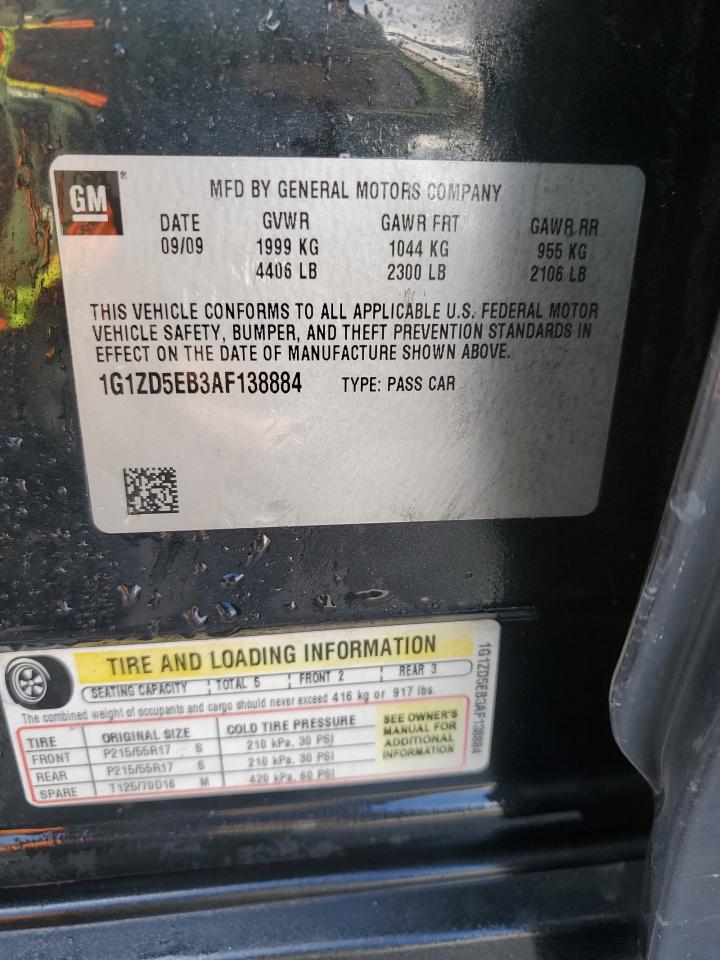 GM ®
MFD BY GENERAL MOTORS COMPANY
DATE GVWR GAWR FRT GAWR RR
09/09 1999 KG 1044 KG 955 KG
4406 LB 2300 LB 2106 LB
THIS VEHICLE CONFORMS TO ALL APPLICABLE U.S. FEDERAL MOTOR
VEHICLE SAFETY, BUMPER, AND THEFT PREVENTION STANDARDS IN
EFFECT ON THE DATE OF MANUFACTURE SHOWN ABOVE.
1G1ZD5EB3AF138884 TYPE: PASS CAR
TIRE AND LOADING INFORMATION
SEATING CAPACITY TOTAL 5 FRONT 2 REAR 3
The combined weight of occupants and cargo should never exceed 416 kg or 917 lbs.
TIRE ORIGINAL SIZE COLD TIRE PRESSURE
FRONT P215/55R17 S 210 kPa, 30 PSI
REAR P215/55R17 S 210 kPa, 30 PSI
SPARE T125/70D16 M 420 kPa, 60 PSI
SEE OWNER'S
MANUAL FOR
ADDITIONAL
INFORMATION
1G1ZD5EB3AF138884